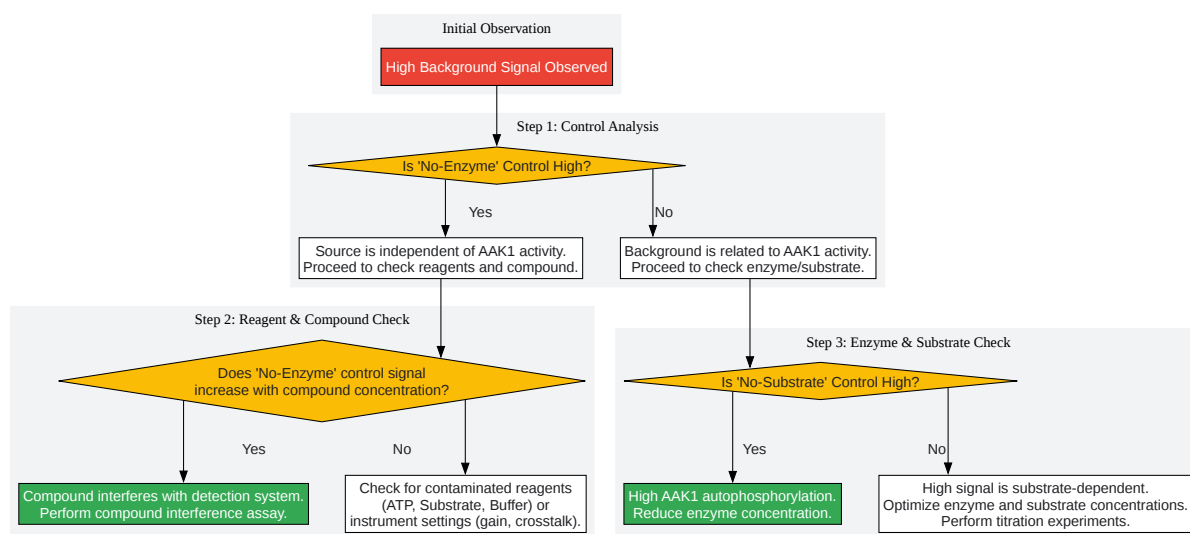 Initial Observation
High Background Signal Observed
Step 1: Control Analysis
Is 'No-Enzyme' Control High?
Yes
No
Source is independent of AAK1 activity.
Proceed to check reagents and compound.
Background is related to AAK1 activity.
Proceed to check enzyme/substrate.
Step 2: Reagent & Compound Check
Does 'No-Enzyme' control signal
increase with compound concentration?
Yes
No
Compound interferes with detection system.
Perform compound interference assay.
Check for contaminated reagents
(ATP, Substrate, Buffer) or
instrument settings (gain, crosstalk).
Step 3: Enzyme & Substrate Check
Is 'No-Substrate' Control High?
Yes
No
High AAK1 autophosphorylation.
Reduce enzyme concentration.
High signal is substrate-dependent.
Optimize enzyme and substrate concentrations.
Perform titration experiments.